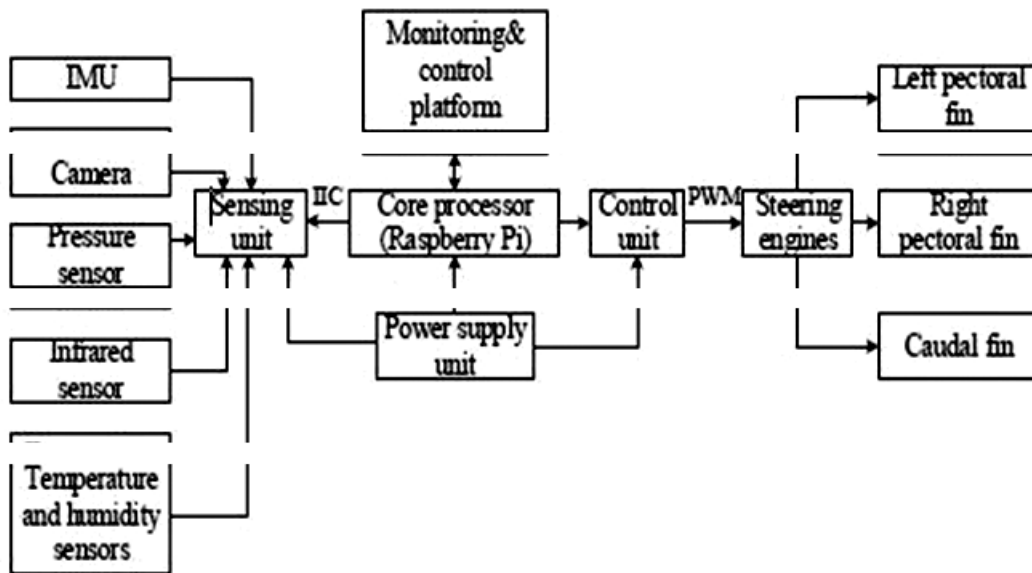 IMU
Camera
Pressure
sensor
Infrared
sensor
Temperature
and humidity
sensors
Sensing
unit
IIC
Monitoring&
control
platform
Core processor
(Raspberry Pi)
Power supply
unit
Control
unit
PWM
Steering
engines
Left pectoral
fin
Right
pectoral fin
Caudal fin